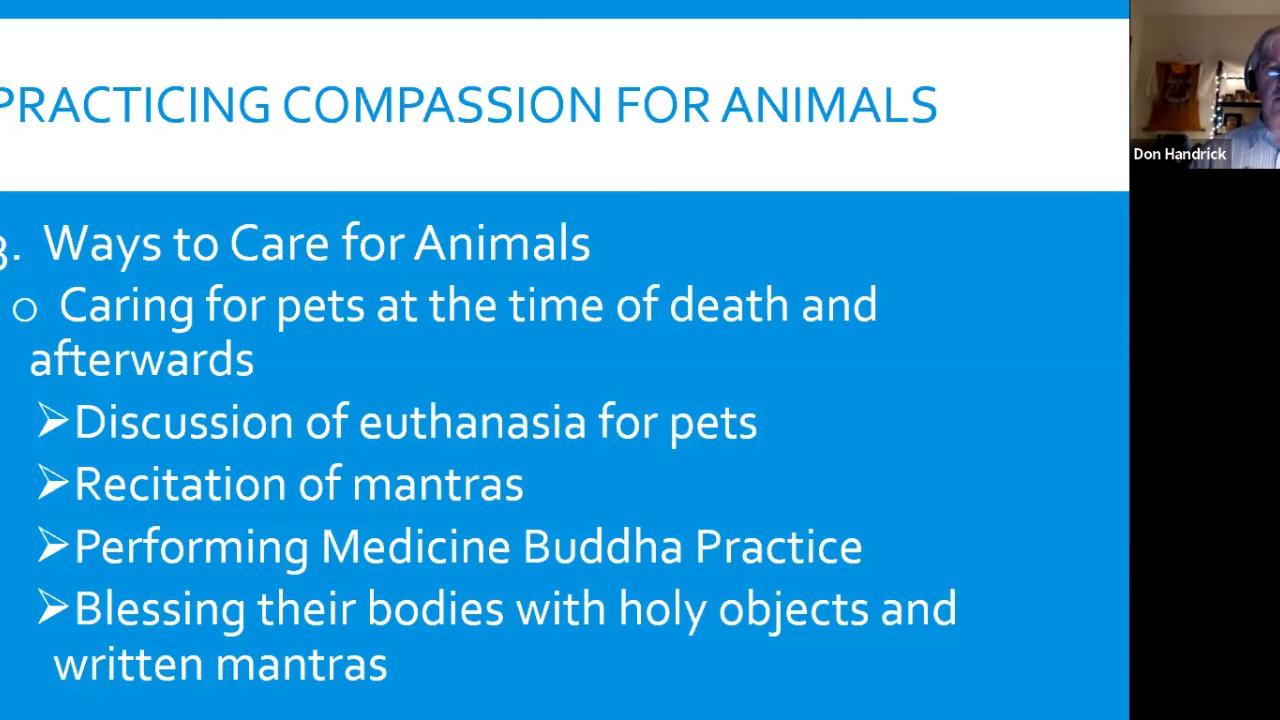 PRACTICING COMPASSION FOR ANIMALS
Don Handrick
3. Ways to Care for Animals
o Caring for pets at the time of death and
afterwards
➢Discussion of euthanasia for pets
➢Recitation of mantras
➢Performing Medicine Buddha Practice
➢Blessing their bodies with holy objects and
written mantras